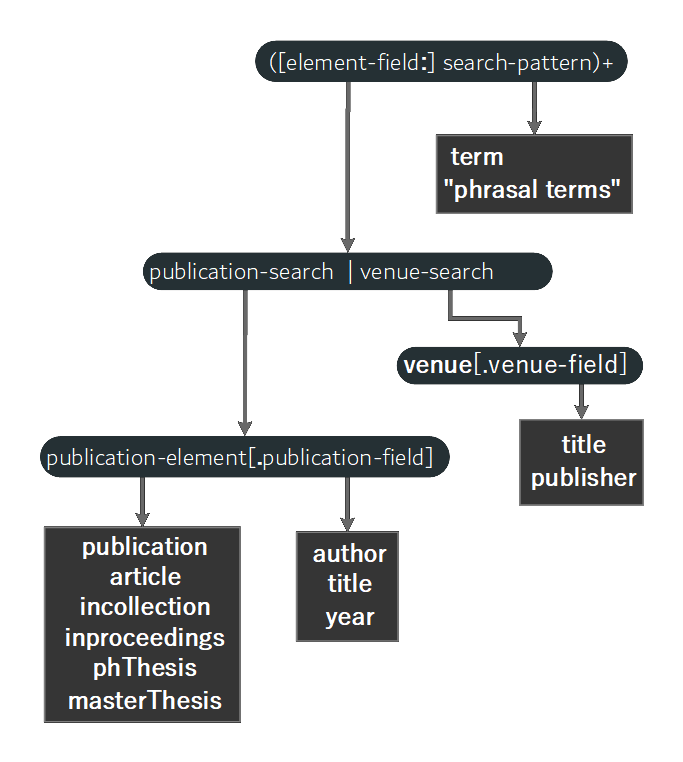 ([element-field:] search-pattern)+
term
"phrasal terms"
publication-search | venue-search
venue[.venue-field]
title
publisher
publication-element[.publication-field]
publication
article
incollection
inproceedings
phThesis
masterThesis
author
title
year